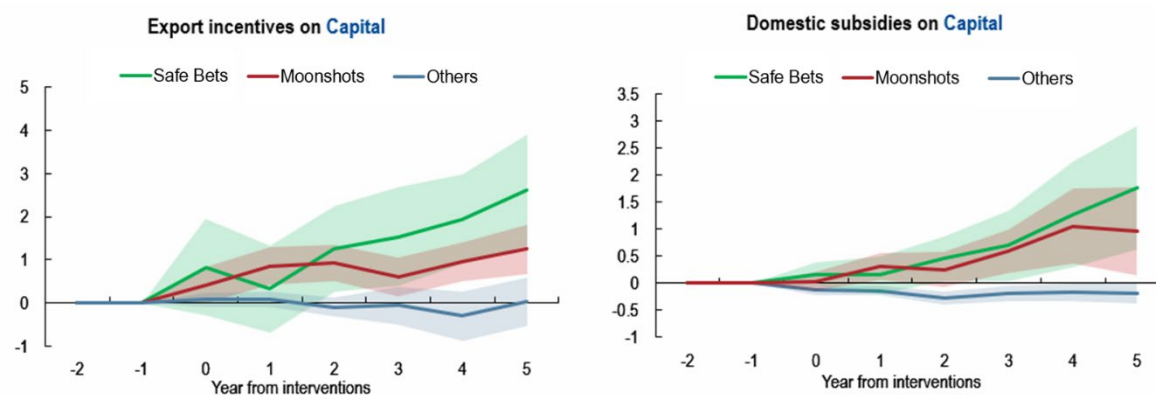 Export incentives on Capital
Safe Bets Moonshots Others
5
4
3
2
1
0
-1
-2 -1 0 1 2 3 4 5
Year from interventions
Domestic subsidies on Capital
Safe Bets Moonshots Others
3.5
3
2.5
2
1.5
1
0.5
0
-0.5
-1
-2 -1 0 1 2 3 4 5
Year from interventions